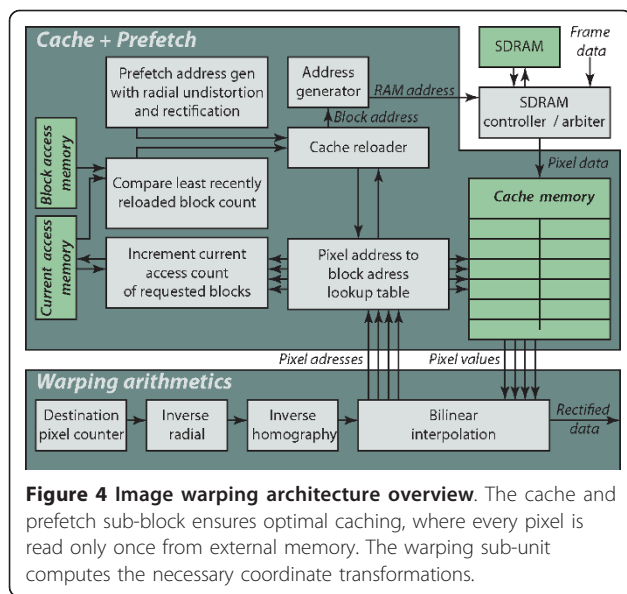 Cache + Prefetch
Prefetch address gen
with radial undistortion
and rectification
Address
generator
RAM address
Block address
SDRAM
Frame
data
SDRAM
controller / arbiter
Pixel data
Block access
memory
Cache reloader
Compare least recently
reloaded block count
Current access
memory
Increment current
access count
of requested blocks
Pixel address to
block adress
lookup table
Cache memory
Pixel adresses
Pixel values
Warping arithmetics
Destination
pixel counter
Inverse
radial
Inverse
homography
Bilinear
interpolation
Rectified
data
Figure 4 Image warping architecture overview. The cache and
prefetch sub-block ensures optimal caching, where every pixel is
read only once from external memory. The warping sub-unit
computes the necessary coordinate transformations.